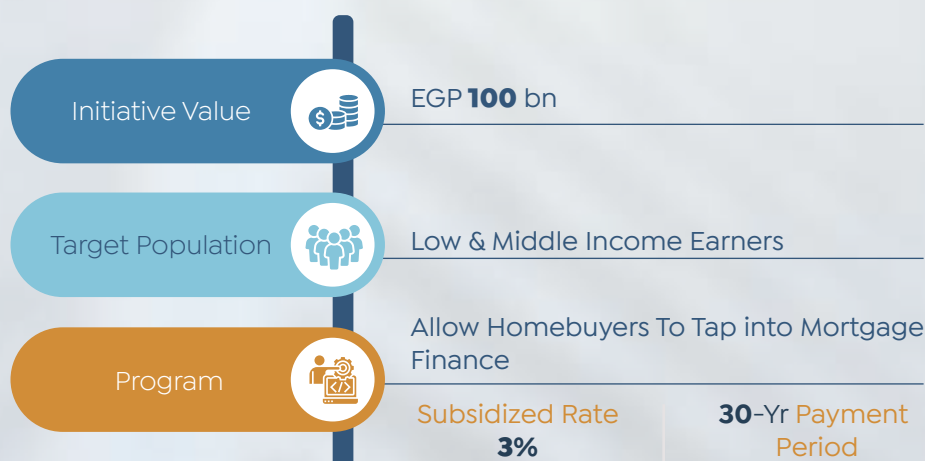 Initiative Value
EGP 100 bn
Target Population
Low & Middle Income Earners
Program
Allow Homebuyers To Tap into Mortgage
Finance
Subsidized Rate
3%
30-Yr Payment
Period